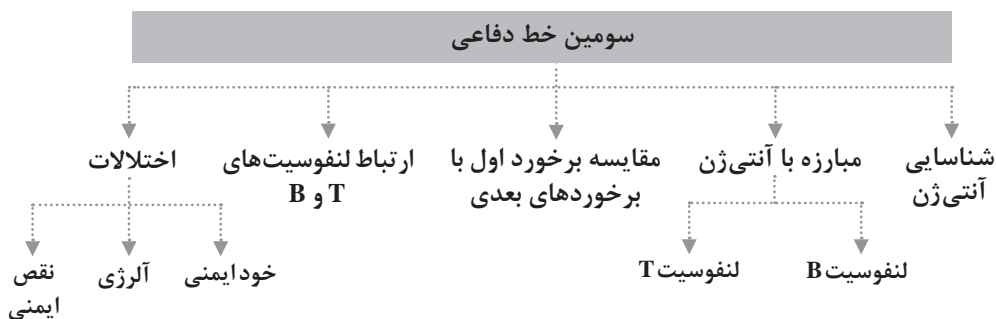 سومین خط دفاعی
شناسایی
آنتی‌ژن
مبارزه با آنتی‌ژن
مقایسه برخورد اول با
برخوردهای بعدی
ارتباط لنفوسیت‌های
B و T
اختلالات
لنفوسیت B
لنفوسیت T
خودایمنی
آلرژی
نقص
ایمنی